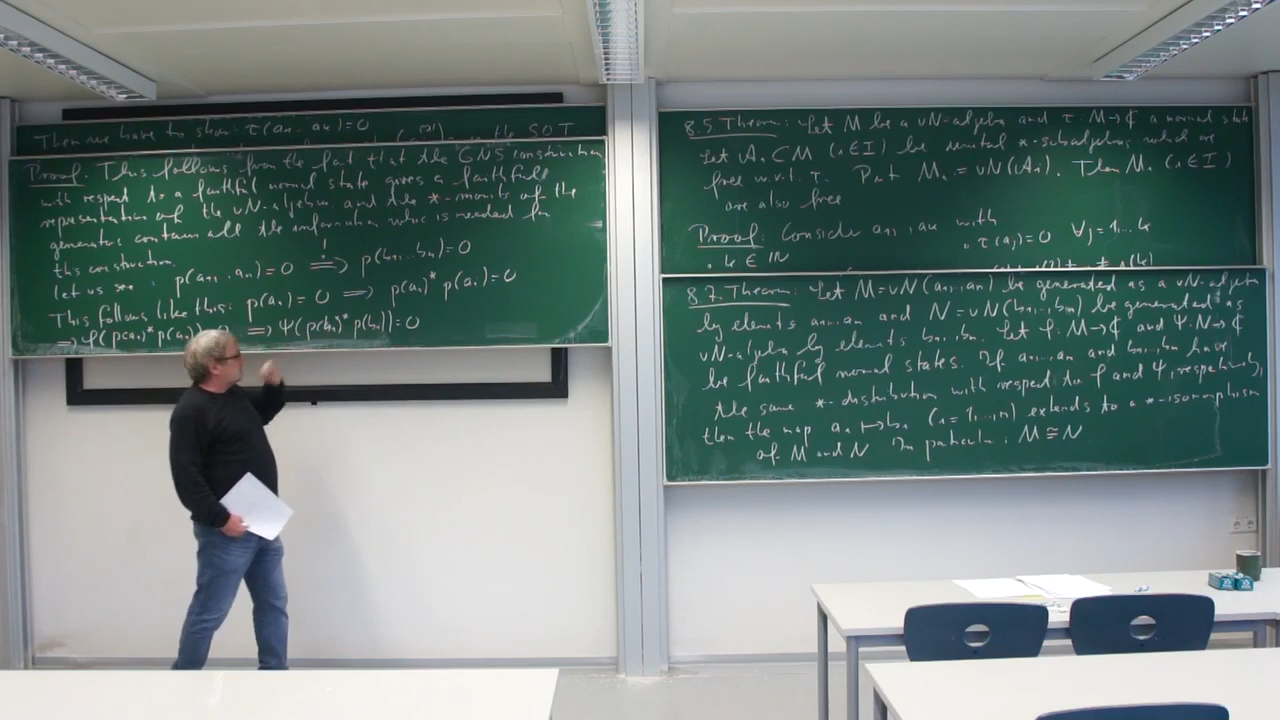 Then we have to show: τ(a₁...aₖ)=0
in the SOT
Proof: This follows from the fact that the GNS construction
with respect to a faithful normal state gives a faithful
representation of the vN-algebra and the *-moments of the
generators contain all the information which is needed for
this construction
let us see: p(a₁,...,aₙ)=0 ⟹ p(b₁,...,bₙ)=0
This follows like this: p(aᵢ)=0 ⟹ p(aᵢ)* p(aᵢ)=0
⟹ φ(p(aᵢ)* p(aᵢ)) ⟹ ψ(p(bᵢ)* p(bᵢ))=0
8.5 Theorem: Let M be a vN-algebra and τ: M→ℂ a normal state
Let Aᵢ ⊂ M (i∈I) be unital *-subalgebras which are
free w.r.t. τ. Put Mᵢ := vN(Aᵢ). Then Mᵢ (i∈I)
are also free
Proof: Consider a₁,...,aₖ with
. k ∈ ℕ . τ(aⱼ)=0 ∀j=1...k
8.7. Theorem: Let M=vN(a₁,...,aₙ) be generated as a vN-algebra
by elements a₁,...,aₙ and N=vN(b₁,...,bₙ) be generated as
vN-algebra by elements b₁,...,bₙ. Let φ: M→ℂ and ψ: N→ℂ
be faithful normal states. If a₁,...,aₙ and b₁,...,bₙ have
the same *-distribution with respect to φ and ψ, respectively,
then the map aᵢ ↦ bᵢ (i=1,...,n) extends to a *-isomorphism
of M and N In particular: M ≅ N